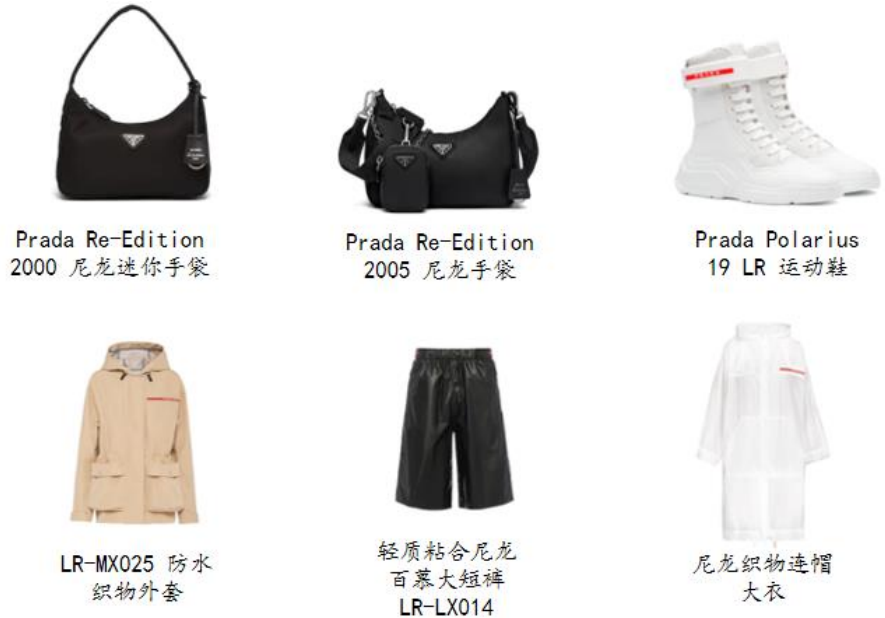 Prada Re-Edition
2000 尼龙迷你手袋
Prada Re-Edition
2005 尼龙手袋
PRADA
Prada Polarius
19 LR 运动鞋
LR-MX025 防水
织物外套
轻质粘合尼龙
百慕大短裤
LR-LX014
尼龙织物连帽
大衣